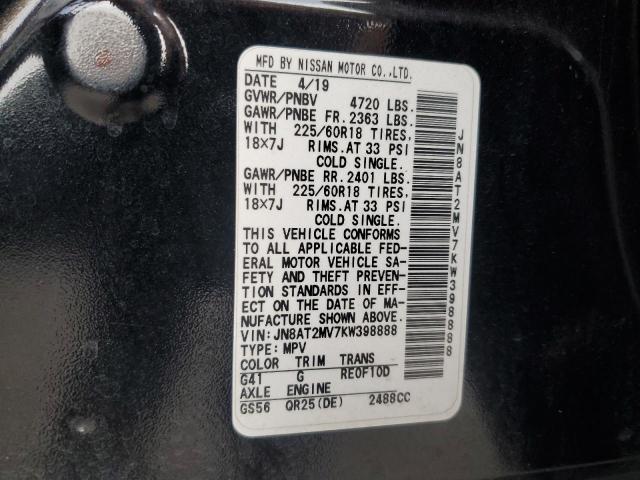 MFD BY NISSAN MOTOR CO.,LTD.
DATE 4/19
GVWR/PNBV 4720 LBS.
GAWR/PNBE FR.2363 LBS.
WITH 225/60R18 TIRES,
18×7J RIMS.AT 33 PSI
COLD SINGLE.
GAWR/PNBE RR.2401 LBS.
WITH 225/60R18 TIRES,
18×7J RIMS.AT 33 PSI
COLD SINGLE.
THIS VEHICLE CONFORMS
TO ALL APPLICABLE FED-
ERAL MOTOR VEHICLE SA-
FETY AND THEFT PREVEN-
TION STANDARDS IN EFF-
ECT ON THE DATE OF MA-
NUFACTURE SHOWN ABOVE.
VIN:JN8AT2MV7KW398888
TYPE:MPV
COLOR TRIM TRANS
G41 G RE0F10D
AXLE ENGINE
GS56 QR25(DE) 2488CC
JN8AT2MV7KW398888